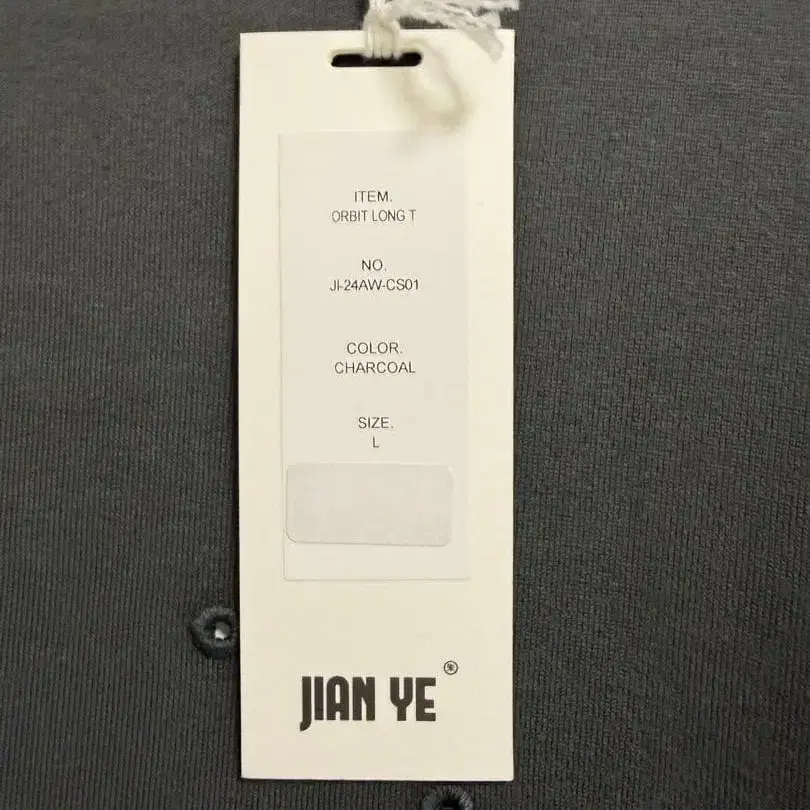 ITEM.
ORBIT LONG T
NO.
JI-24AW-CS01
COLOR.
CHARCOAL
SIZE.
L
JIAN YE